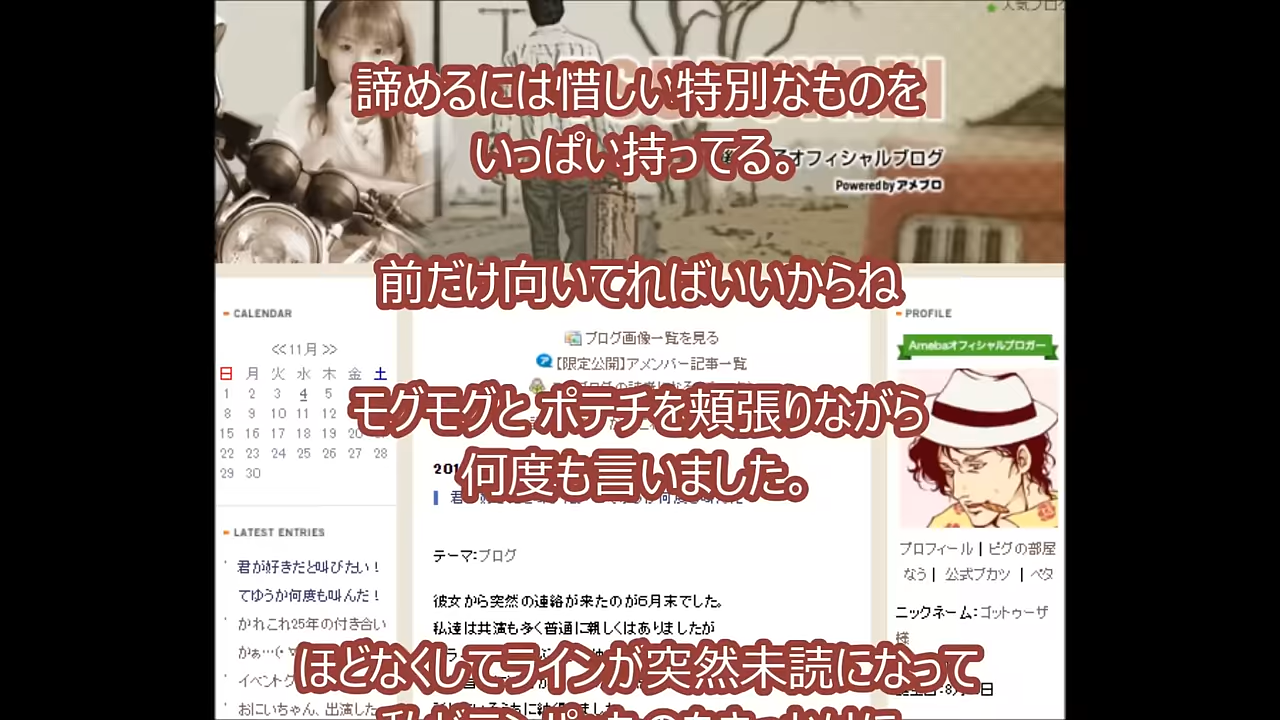 人気ブログ
諦めるには惜しい特別なものを
いっぱい持ってる。
オフィシャルブログ
Powered by アメブロ
前だけ向いてればいいからね
CALENDAR
<<11月>>
日 月 火 水 木 金 土
1 2 3 4 5
8 9 10 11 12
15 16 17 18 19 20
22 23 24 25 26 27 28
29 30
LATEST ENTRIES
君が好きだと叫びたい！
てゆうか何度も叫んだ！
かれこれ25年の付き合い
イベント
おにいちゃん、出演した
ブログ画像一覧を見る
【限定公開】アメンバー記事一覧
モグモグと ポテチを頬張りながら
何度も言いました。
テーマ：ブログ
彼女から突然の連絡が来たのが6月末でした。
私達は共演も多く普通に親しくはありましたが
ほどなくしてラインが突然未読になって
PROFILE
Amebaオフィシャルブロガー
プロフィール | ピグの部屋
なう | 公式ブカツ | ペタ
ニックネーム：ゴットゥーザ
様